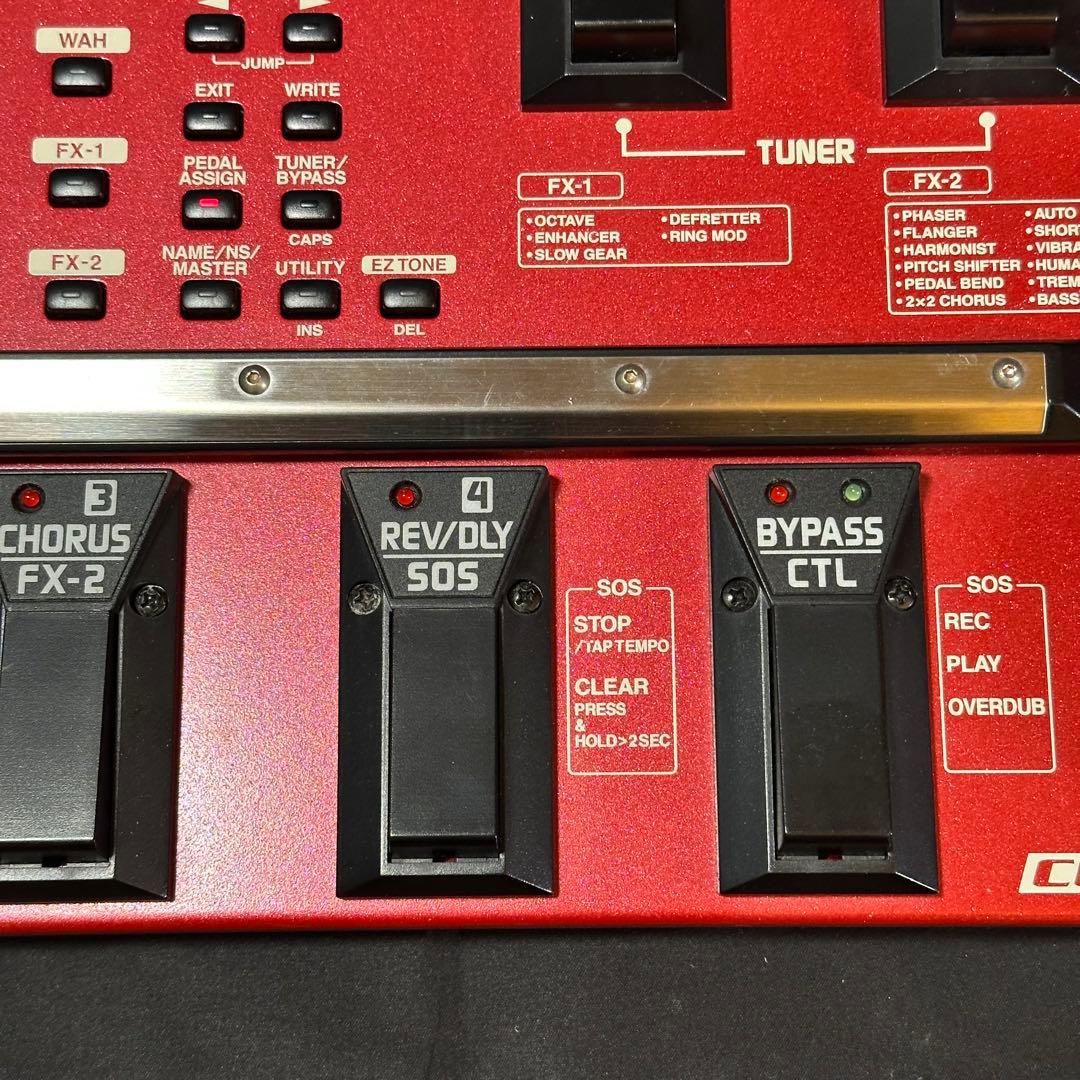 WAH
JUMP
EXIT
WRITE
FX-1
PEDAL
ASSIGN
TUNER/
BYPASS
CAPS
FX-2
NAME/NS/
MASTER
UTILITY
INS
EZ TONE
DEL
TUNER
FX-1
•OCTAVE
•ENHANCER
•SLOW GEAR
•DEFRETTER
•RING MOD
FX-2
•PHASER
•FLANGER
•HARMONIST
•PITCH SHIFTER
•PEDAL BEND
•2×2 CHORUS
•AUTO
3
CHORUS
FX-2
4
REV/DLY
SOS
SOS
STOP
/TAP TEMPO
CLEAR
PRESS
&
HOLD>2SEC
BYPASS
CTL
SOS
REC
PLAY
OVERDUB